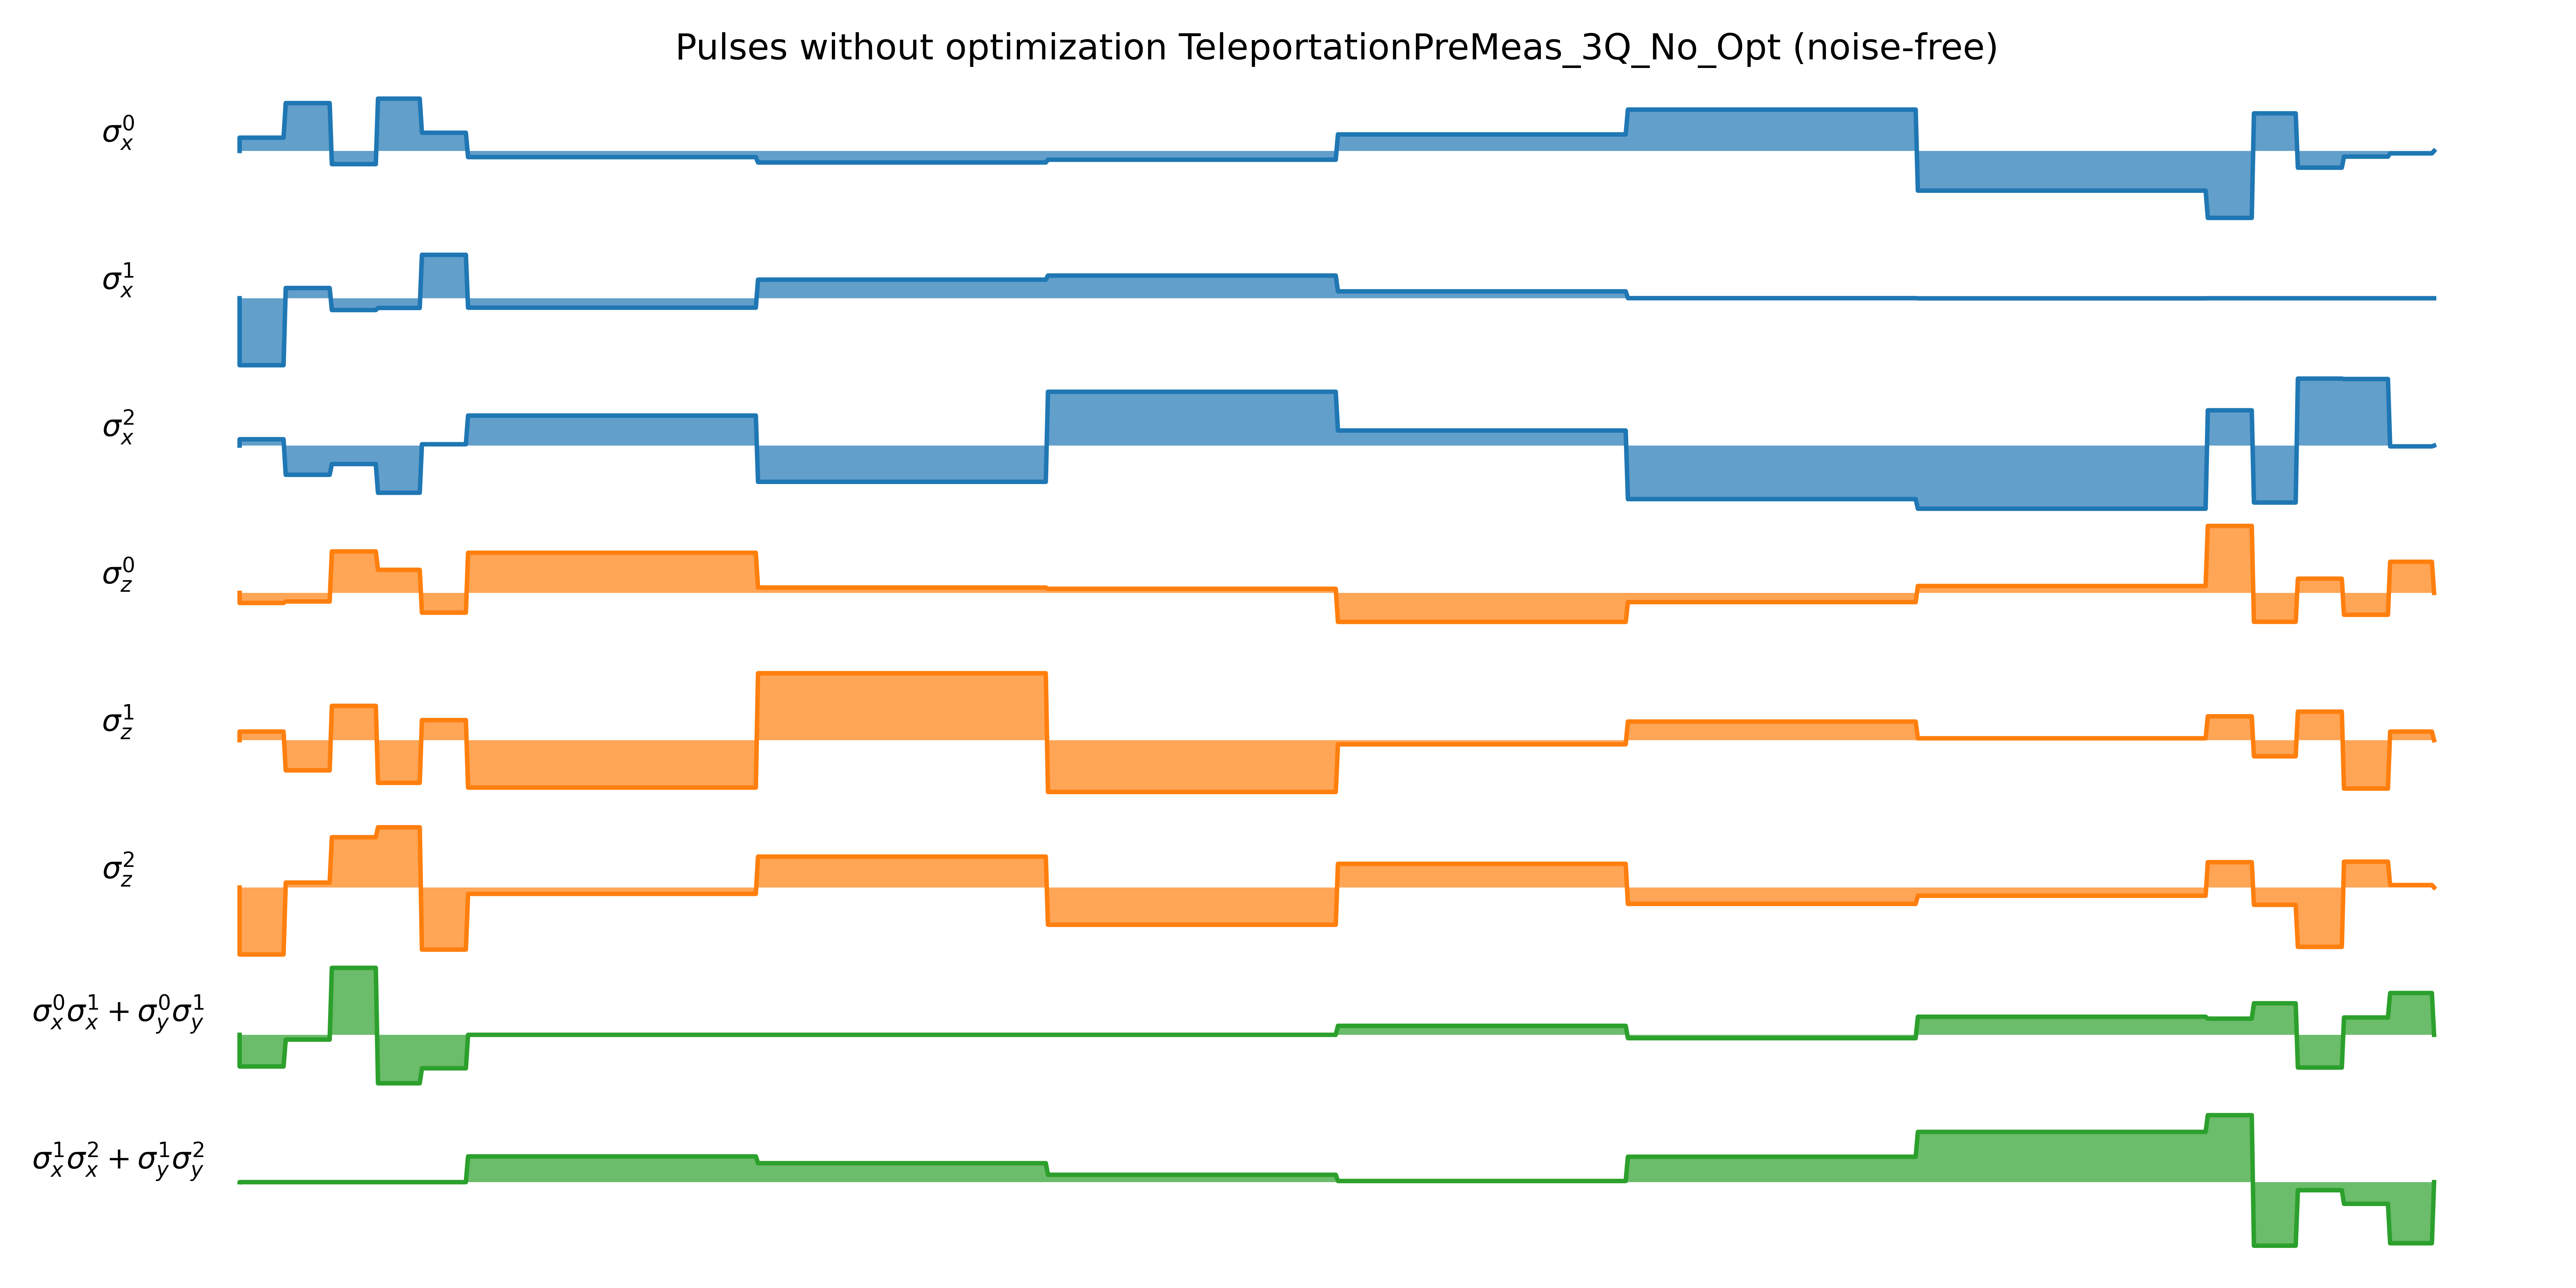 Pulses without optimization TeleportationPreMeas_3Q_No_Opt (noise-free)
σ_x^0
σ_x^1
σ_x^2
σ_z^0
σ_z^1
σ_z^2
σ_x^0σ_x^1 + σ_y^0σ_y^1
σ_x^1σ_x^2 + σ_y^1σ_y^2